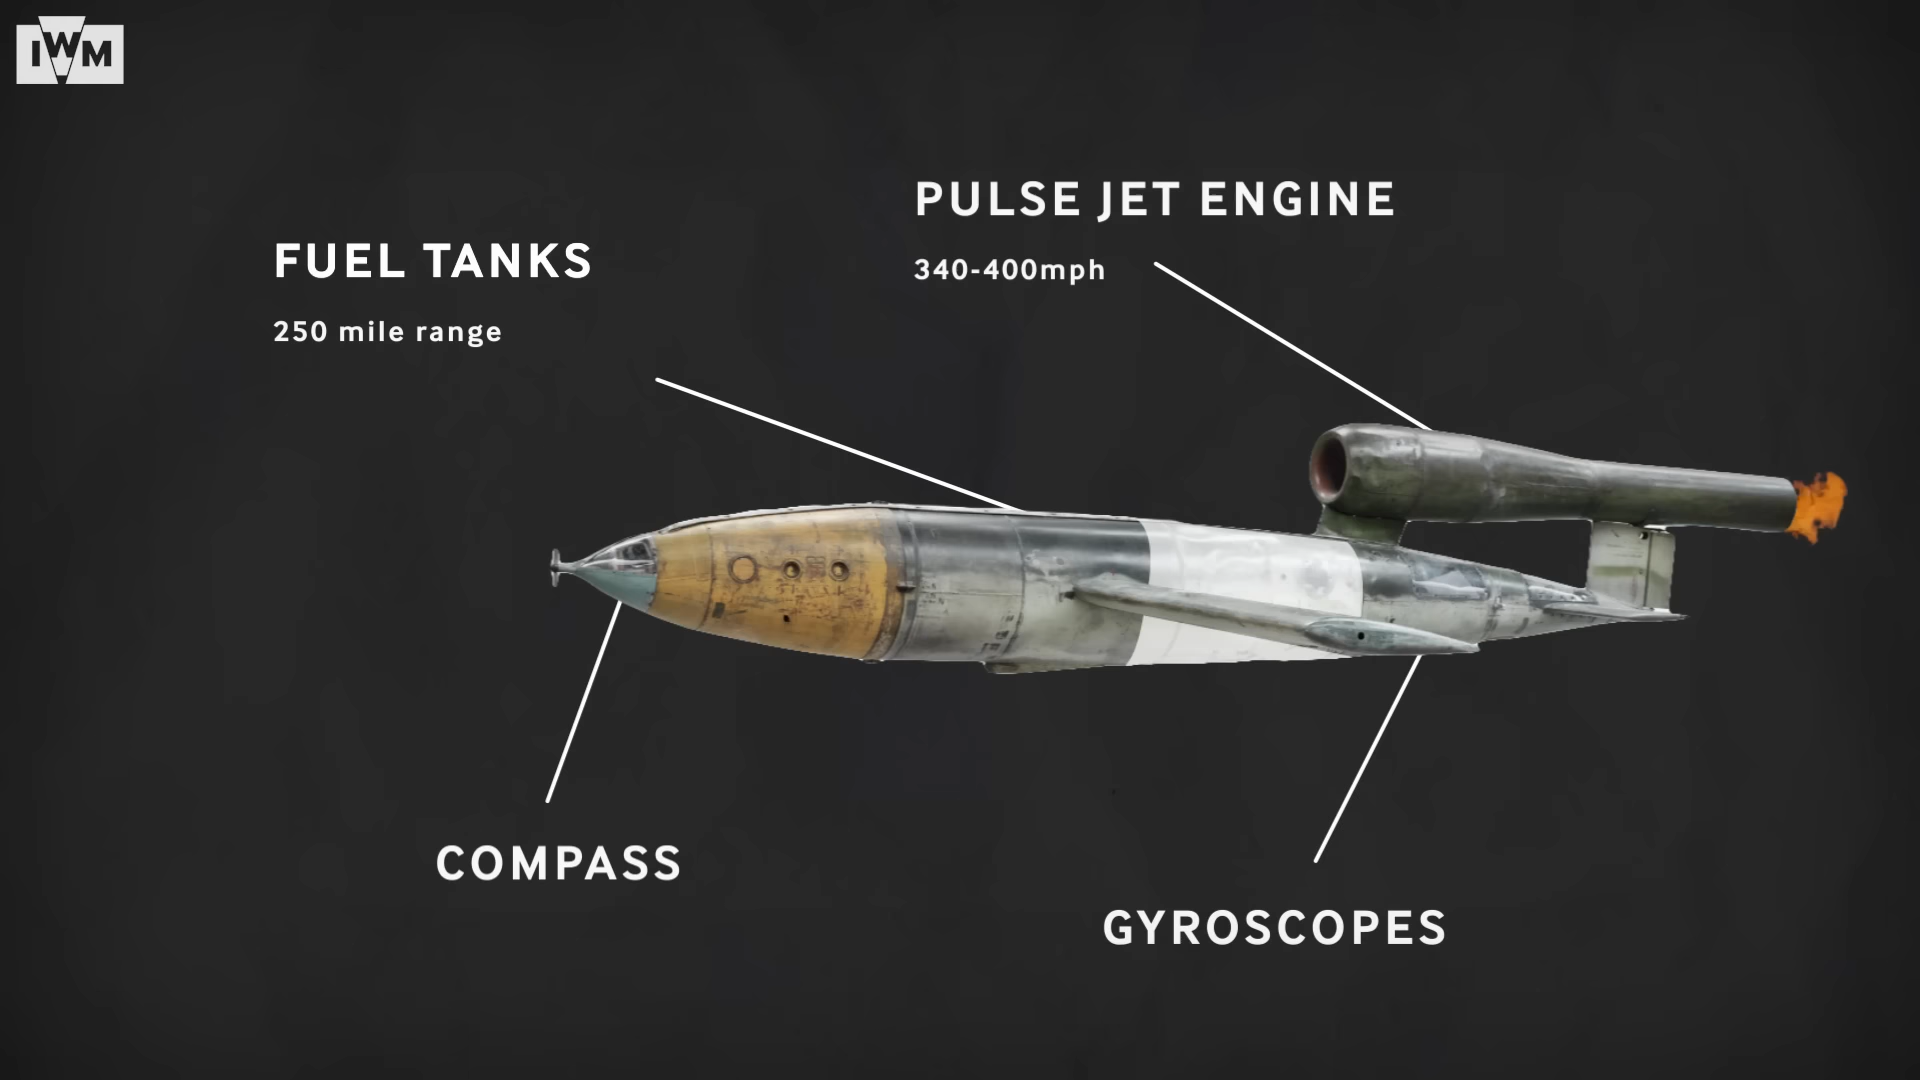 IWM
PULSE JET ENGINE
340-400mph
FUEL TANKS
250 mile range
COMPASS
GYROSCOPES